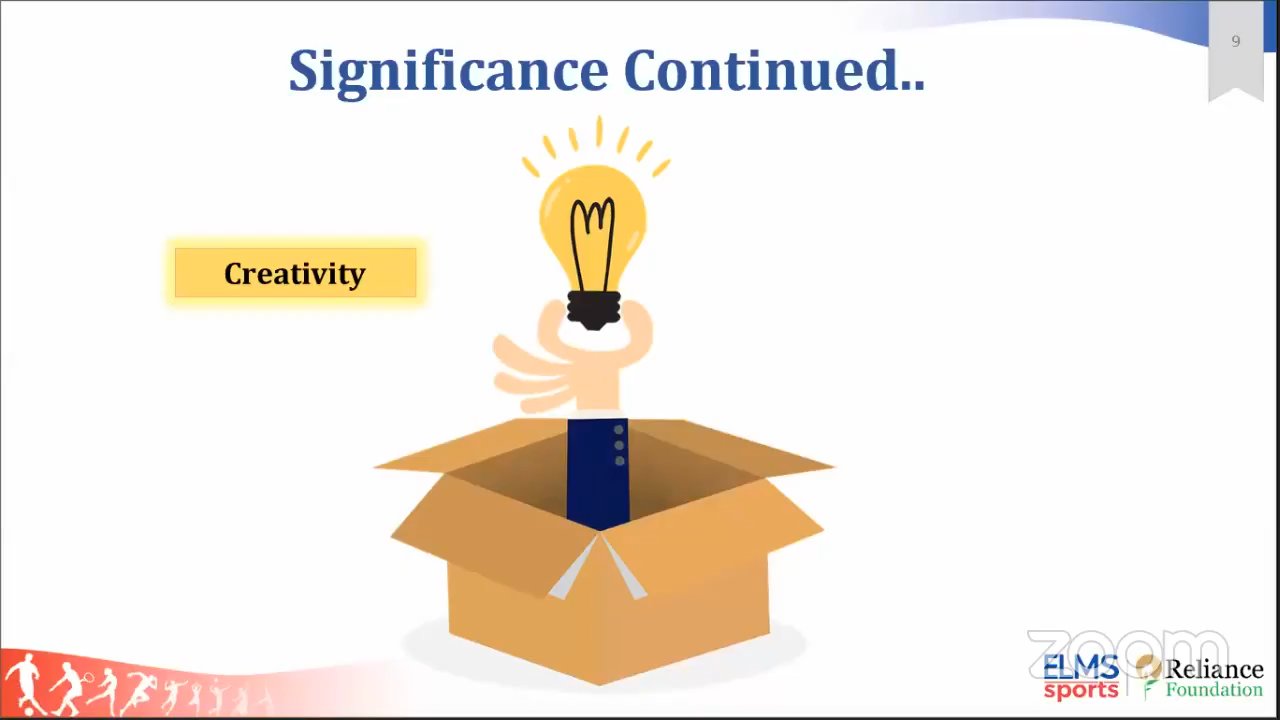 9
Significance Continued..
Creativity
zoom
ELMS
sports
Reliance
Foundation